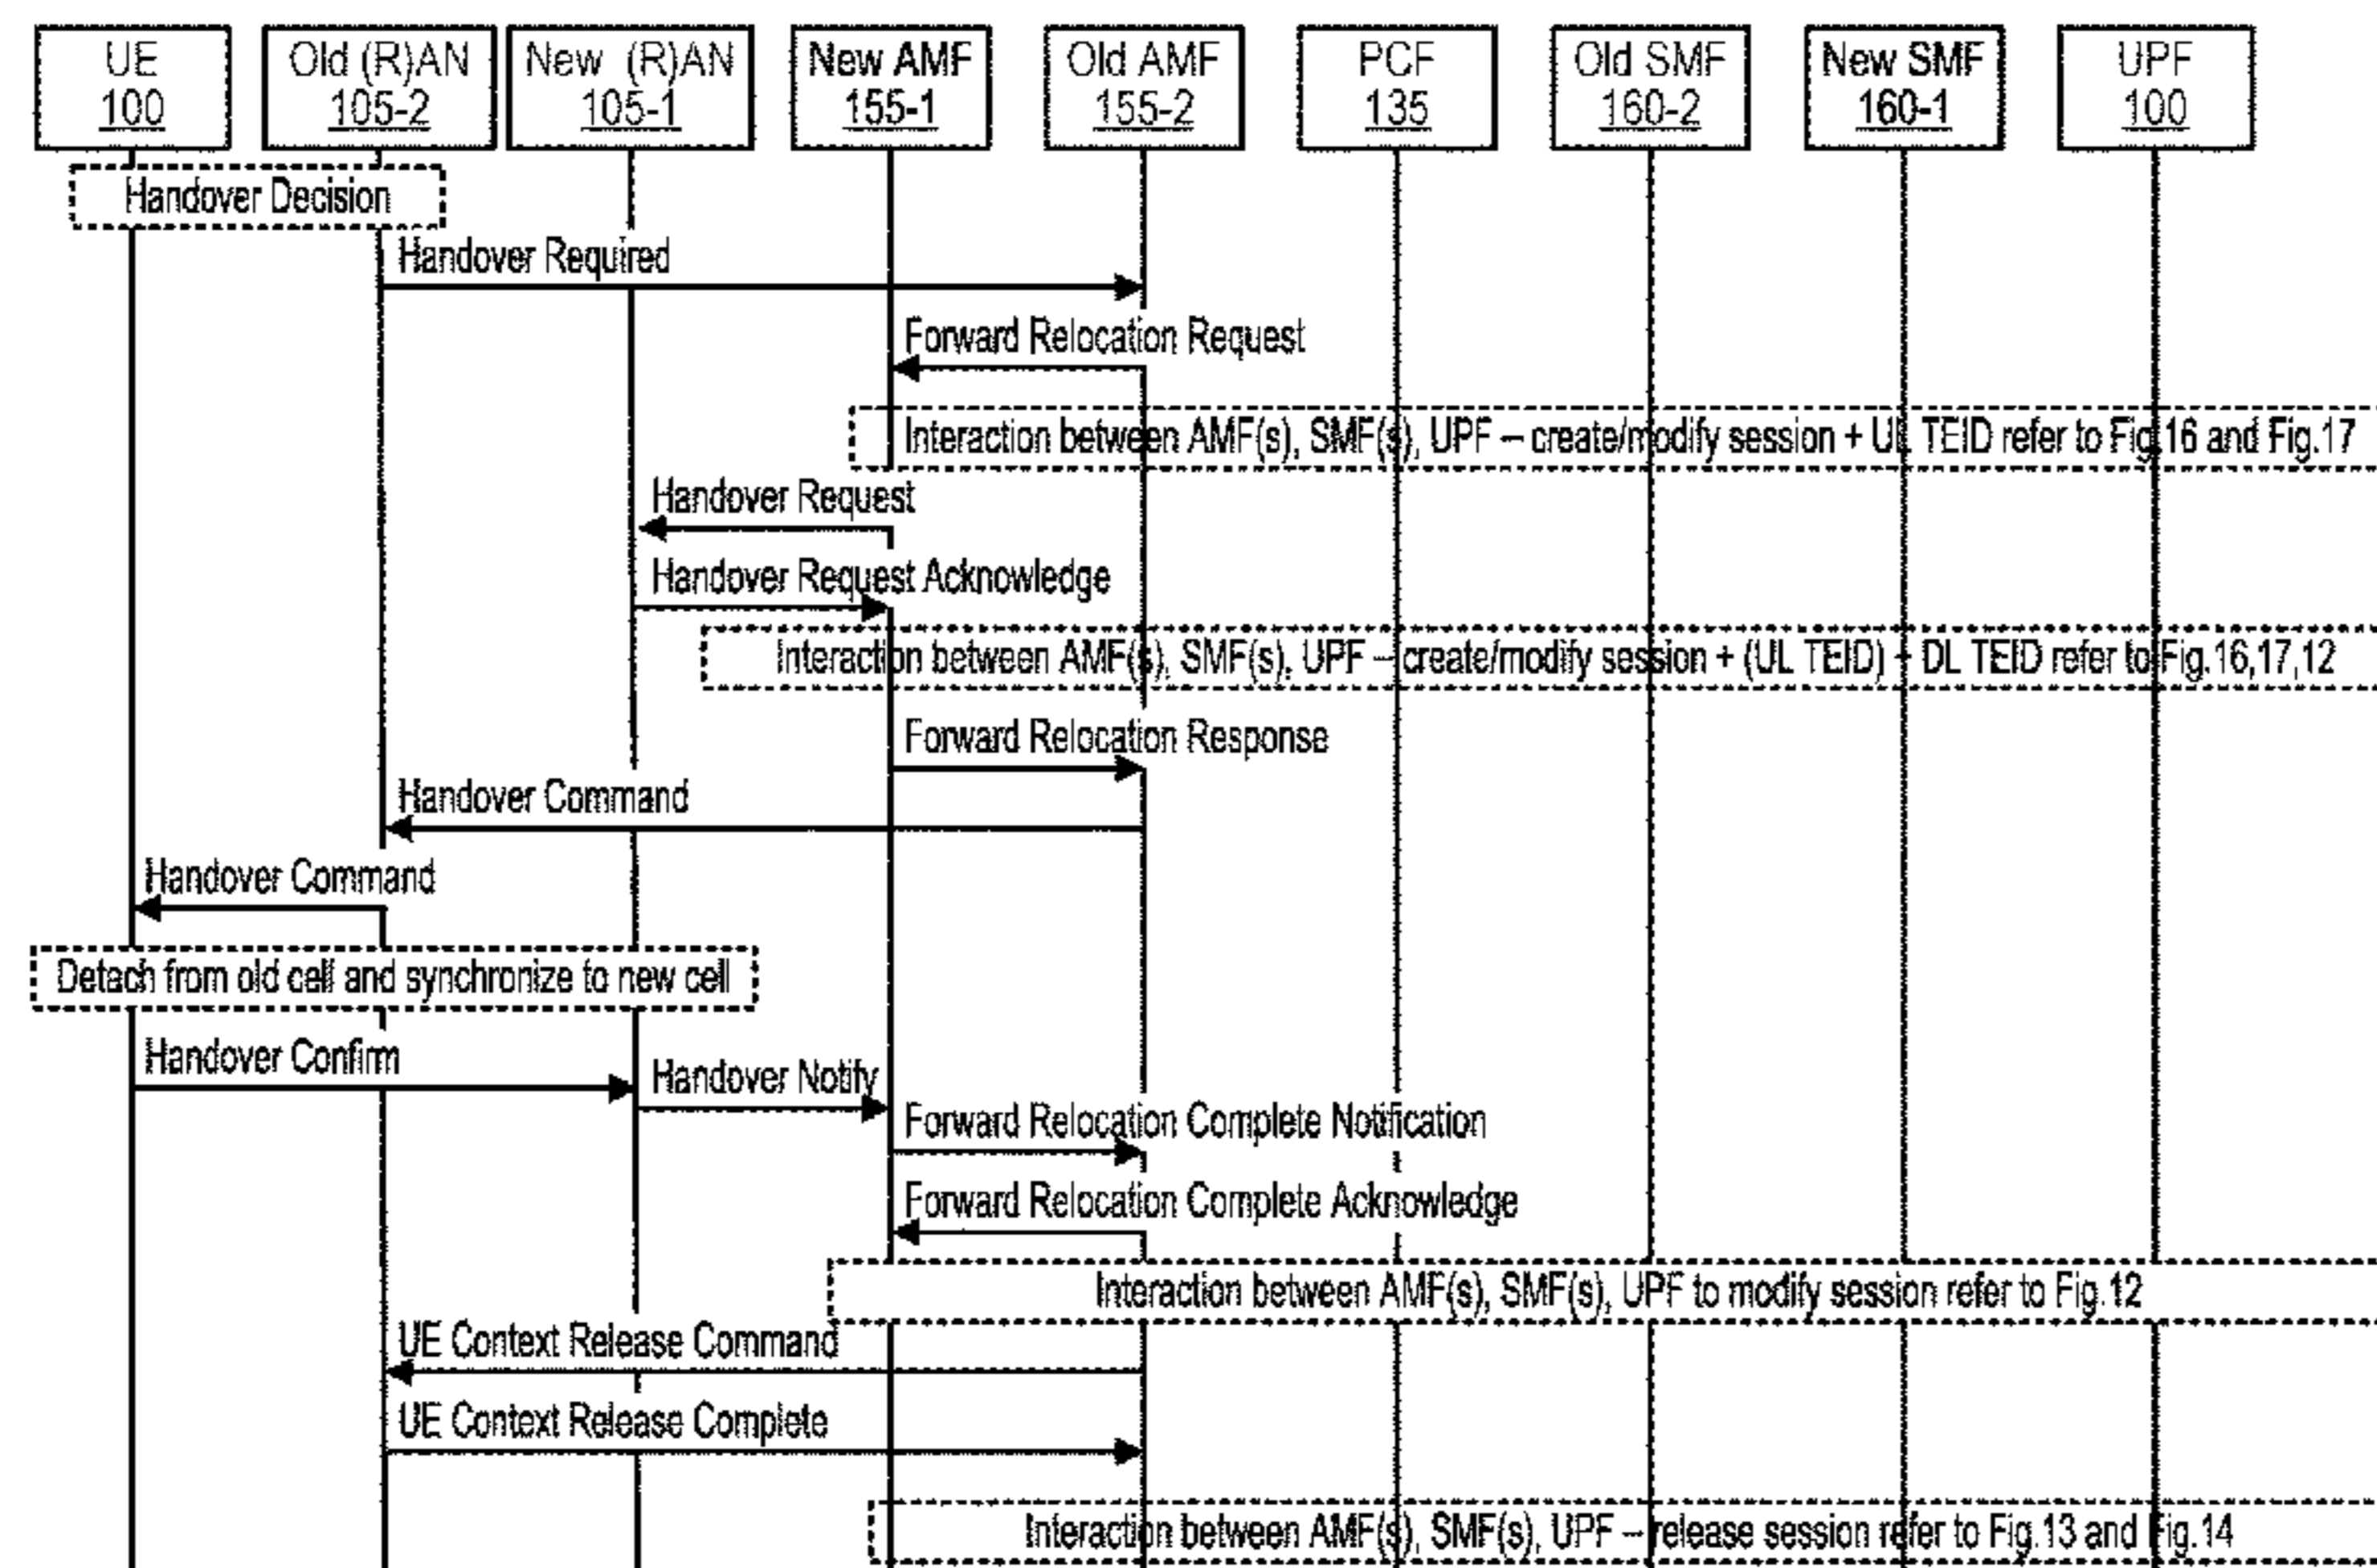 UE
100
Old (R)AN
105-2
New (R)AN
105-1
New AMF
155-1
Old AMF
155-2
PCF
135
Old SMF
160-2
New SMF
160-1
UPF
100
Handover Decision
Handover Required
Forward Relocation Request
Interaction between AMF(s), SMF(s), UPF – create/modify session + UL TEID refer to Fig.16 and Fig.17
Handover Request
Handover Request Acknowledge
Interaction between AMF(s), SMF(s), UPF – create/modify session + (UL TEID) + DL TEID refer to Fig.16,17,12
Forward Relocation Response
Handover Command
Handover Command
Detach from old cell and synchronize to new cell
Handover Confirm
Handover Notify
Forward Relocation Complete Notification
Forward Relocation Complete Acknowledge
Interaction between AMF(s), SMF(s), UPF to modify session refer to Fig.12
UE Context Release Command
UE Context Release Complete
Interaction between AMF(s), SMF(s), UPF – release session refer to Fig.13 and Fig.14